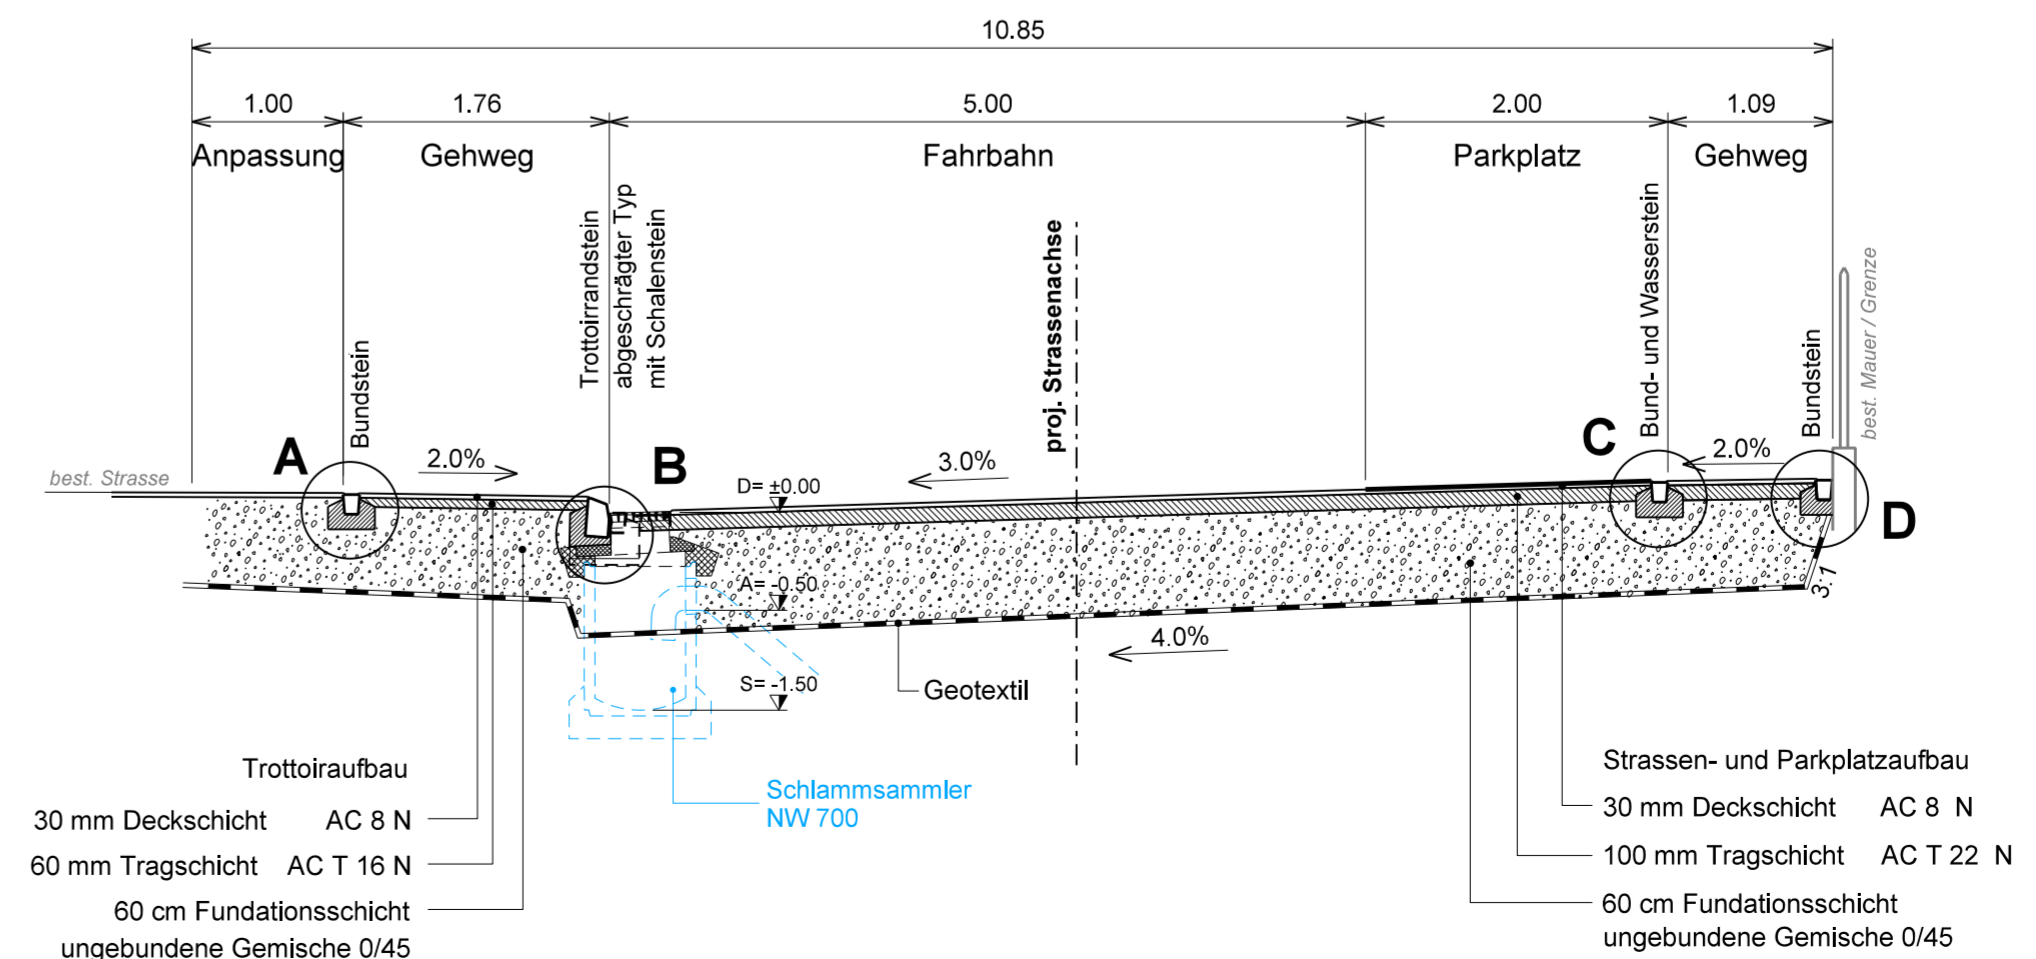 10.85
1.00 1.76 5.00 2.00 1.09
Anpassung Gehweg Fahrbahn Parkplatz Gehweg
Bundstein
Trottoirrandstein
abgeschrägter Typ
mit Schalenstein
proj. Strassenachse
Bund- und Wasserstein
Bundstein
best. Mauer / Grenze
best. Strasse
A
2.0%
B
D= ±0.00
3.0%
C
2.0%
D
A= -0.50
3:1
4.0%
S= -1.50
Geotextil
Schlammsammler
NW 700
Trottoiraufbau
30 mm Deckschicht AC 8 N
60 mm Tragschicht AC T 16 N
60 cm Fundationsschicht
ungebundene Gemische 0/45
Strassen- und Parkplatzaufbau
30 mm Deckschicht AC 8 N
100 mm Tragschicht AC T 22 N
60 cm Fundationsschicht
ungebundene Gemische 0/45